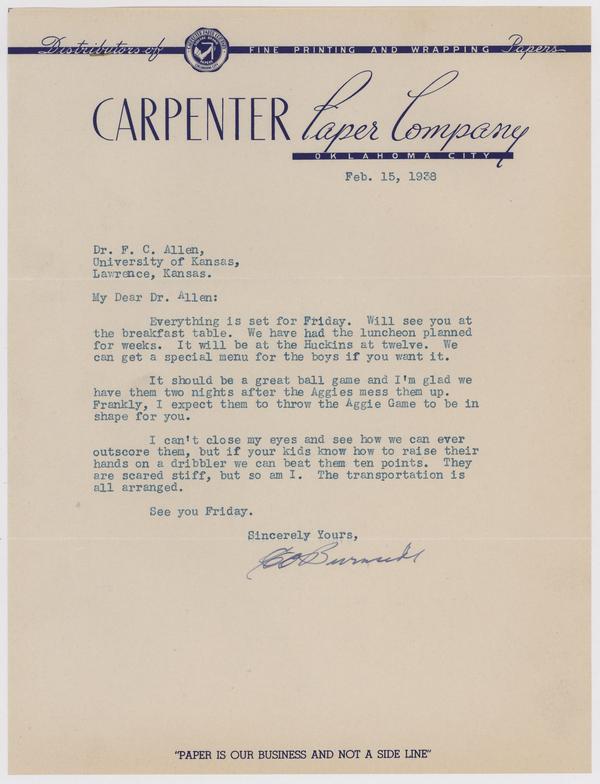 Distributors of FINE PRINTING AND WRAPPING Papers
CARPENTER Paper Company
OKLAHOMA CITY
Feb. 15, 1938
Dr. F. C. Allen,
University of Kansas,
Lawrence, Kansas.
My Dear Dr. Allen:
Everything is set for Friday. Will see you at
the breakfast table. We have had the luncheon planned
for weeks. It will be at the Huckins at twelve. We
can get a special menu for the boys if you want it.
It should be a great ball game and I'm glad we
have them two nights after the Aggies mess them up.
Frankly, I expect them to throw the Aggie Game to be in
shape for you.
I can't close my eyes and see how we can ever
outscore them, but if your kids know how to raise their
hands on a dribbler we can beat them ten points. They
are scared stiff, but so am I. The transportation is
all arranged.
See you Friday.
Sincerely Yours,
"PAPER IS OUR BUSINESS AND NOT A SIDE LINE"